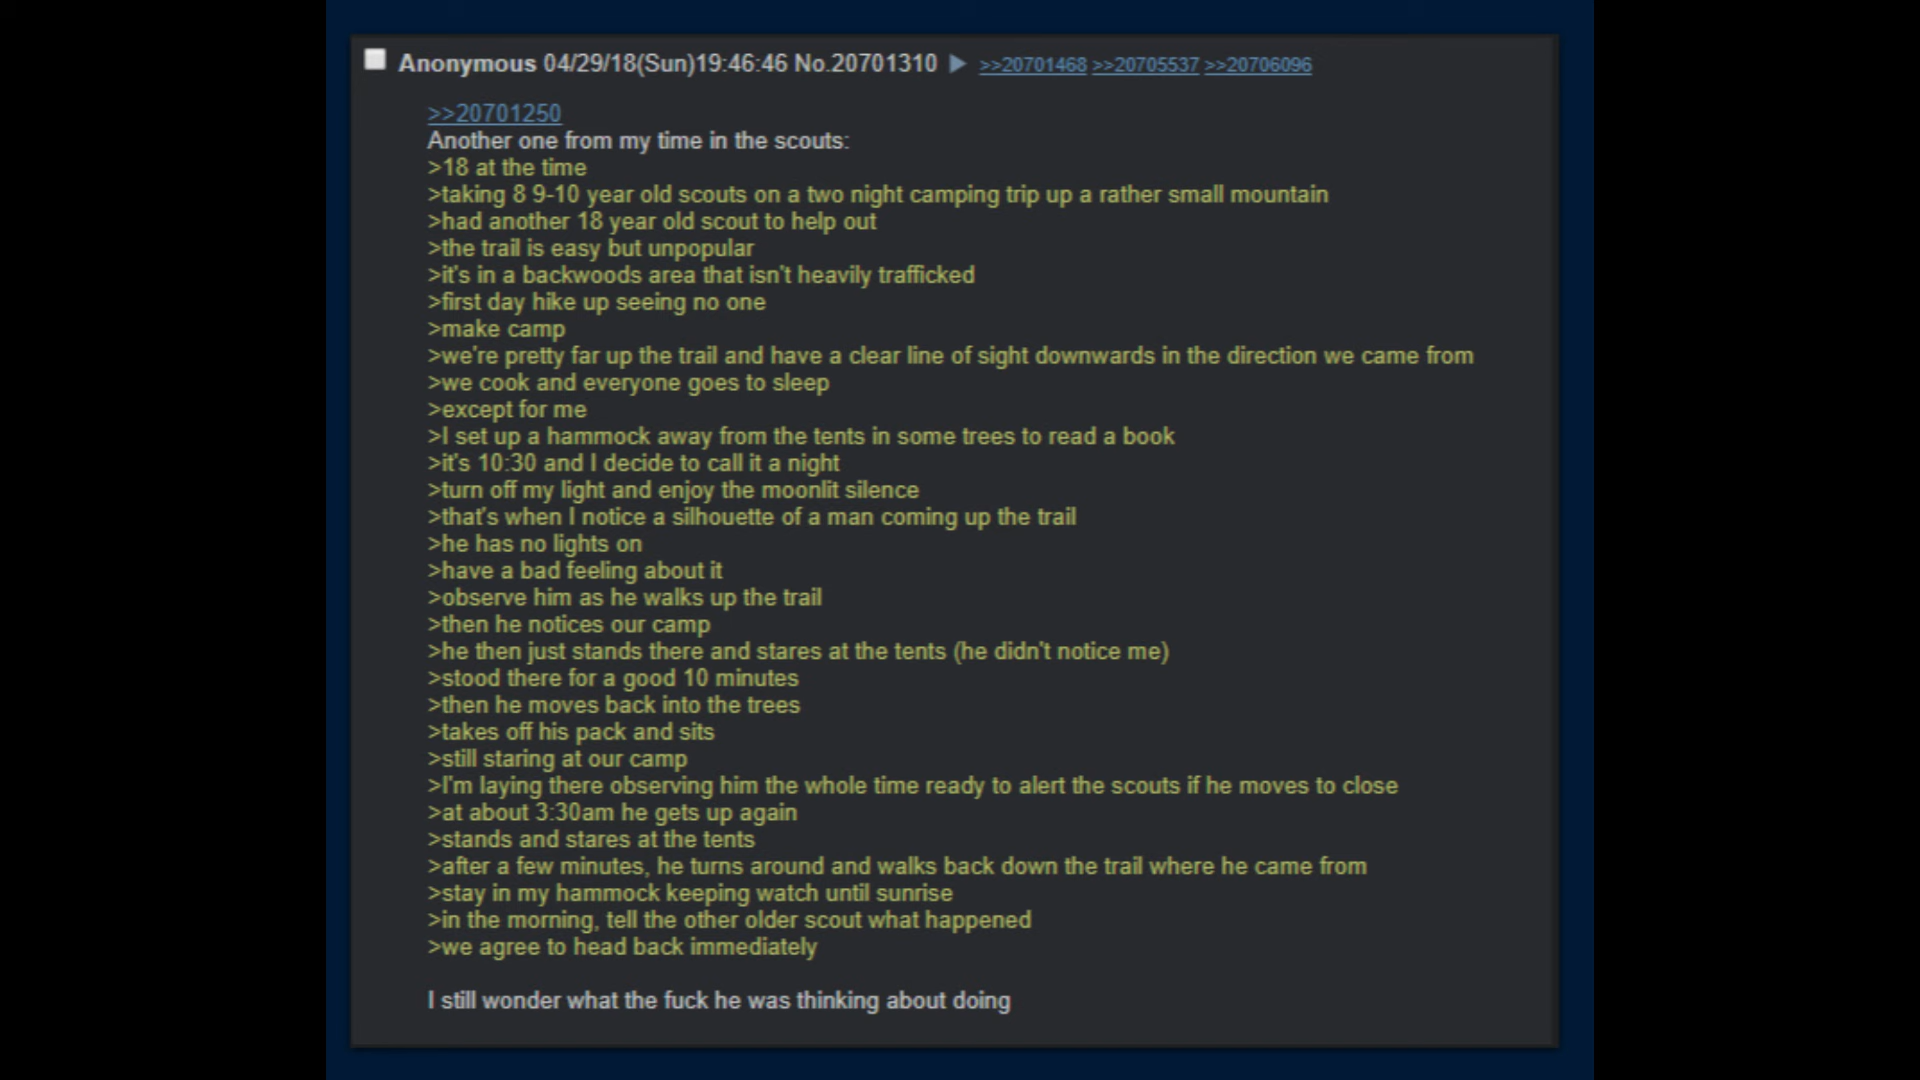 Anonymous 04/29/18(Sun)19:46:46 No.20701310 ▶ >>20701468 >>20705537 >>20706096
>>20701250
Another one from my time in the scouts:
>18 at the time
>taking 8 9-10 year old scouts on a two night camping trip up a rather small mountain
>had another 18 year old scout to help out
>the trail is easy but unpopular
>it's in a backwoods area that isn't heavily trafficked
>first day hike up seeing no one
>make camp
>we're pretty far up the trail and have a clear line of sight downwards in the direction we came from
>we cook and everyone goes to sleep
>except for me
>I set up a hammock away from the tents in some trees to read a book
>it's 10:30 and I decide to call it a night
>turn off my light and enjoy the moonlit silence
>that's when I notice a silhouette of a man coming up the trail
>he has no lights on
>have a bad feeling about it
>observe him as he walks up the trail
>then he notices our camp
>he then just stands there and stares at the tents (he didn't notice me)
>stood there for a good 10 minutes
>then he moves back into the trees
>takes off his pack and sits
>still staring at our camp
>I'm laying there observing him the whole time ready to alert the scouts if he moves to close
>at about 3:30am he gets up again
>stands and stares at the tents
>after a few minutes, he turns around and walks back down the trail where he came from
>stay in my hammock keeping watch until sunrise
>in the morning, tell the other older scout what happened
>we agree to head back immediately
I still wonder what the fuck he was thinking about doing